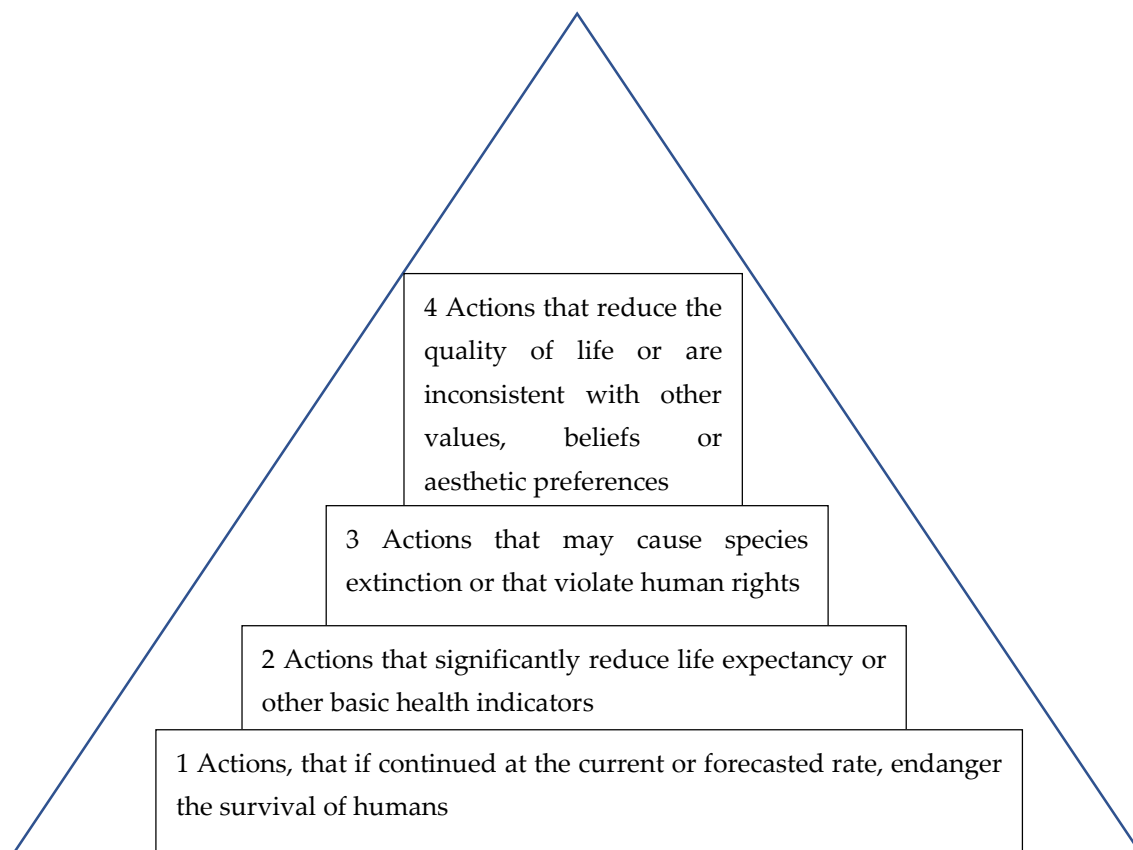 4 Actions that reduce the
quality of life or are
inconsistent with other
values, beliefs or
aesthetic preferences
3 Actions that may cause species
extinction or that violate human rights
2 Actions that significantly reduce life expectancy or
other basic health indicators
1 Actions, that if continued at the current or forecasted rate, endanger
the survival of humans